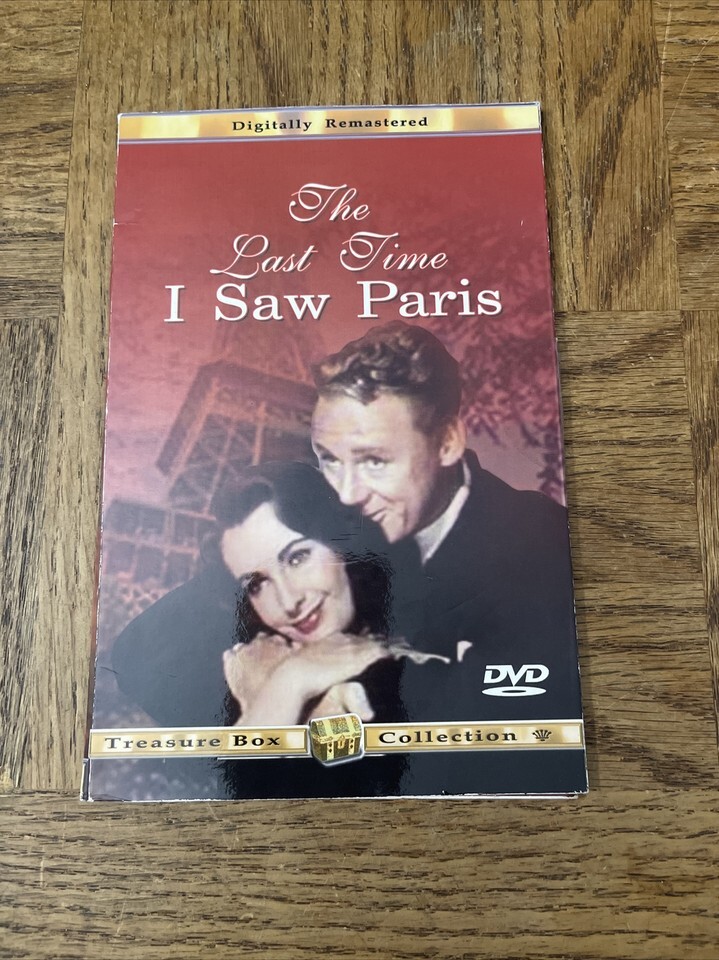 Digitally Remastered
The
Last Time
I Saw Paris
DVD
Treasure Box Collection